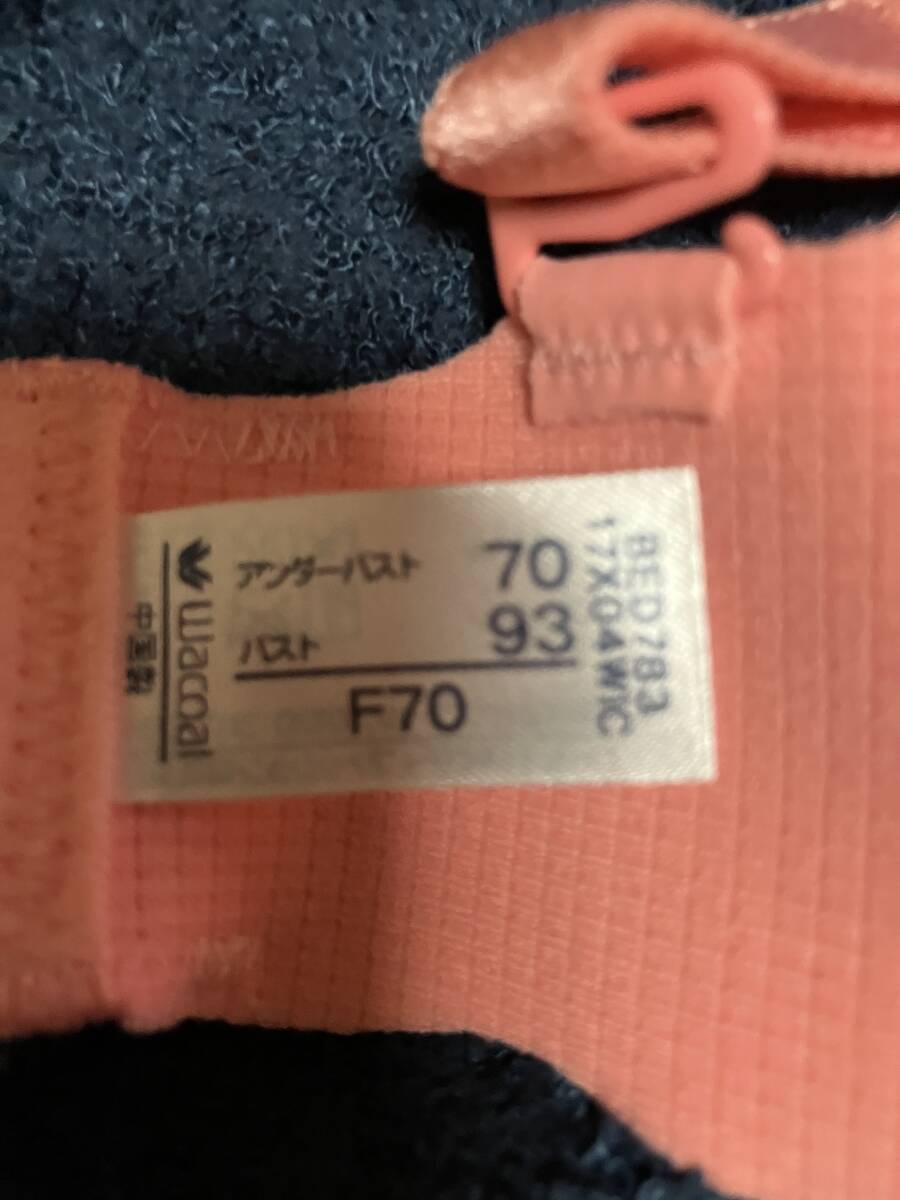 アンダーバスト 70
バスト 93
F70
BED783
17X04WIC
Wacoal
中国製